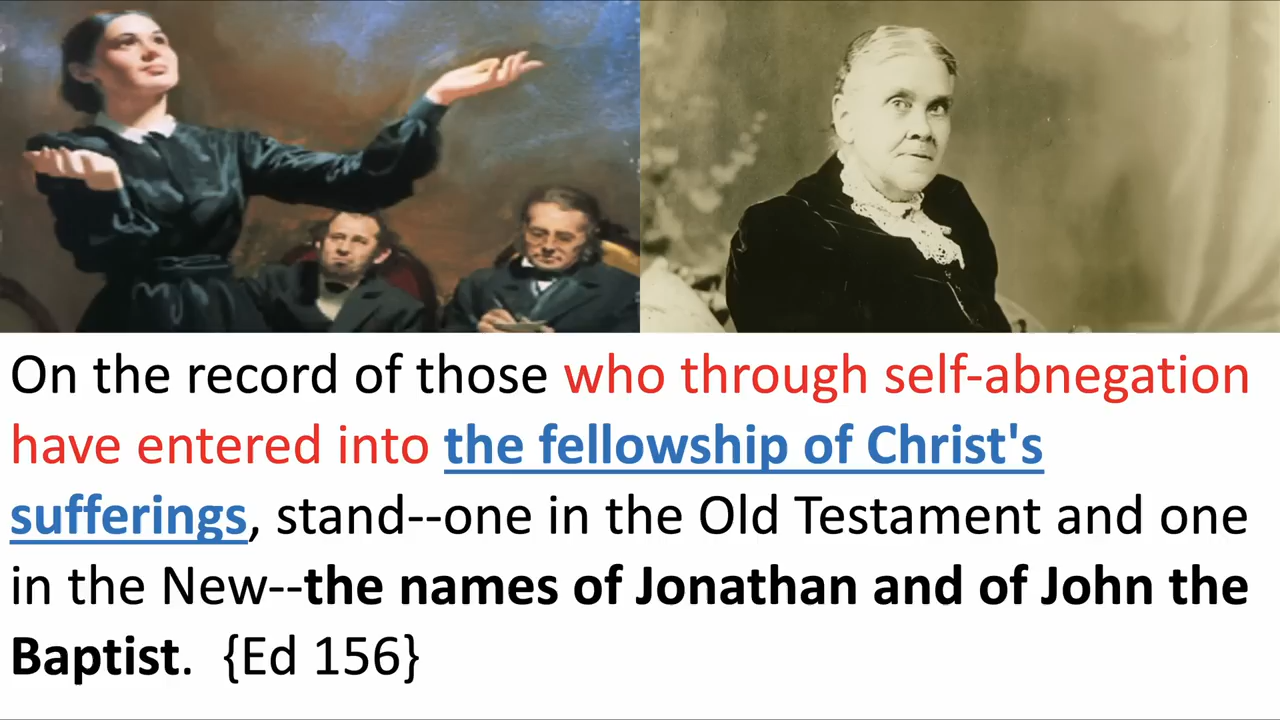 On the record of those who through self-abnegation
have entered into the fellowship of Christ's
sufferings, stand--one in the Old Testament and one
in the New--the names of Jonathan and of John the
Baptist.  {Ed 156}